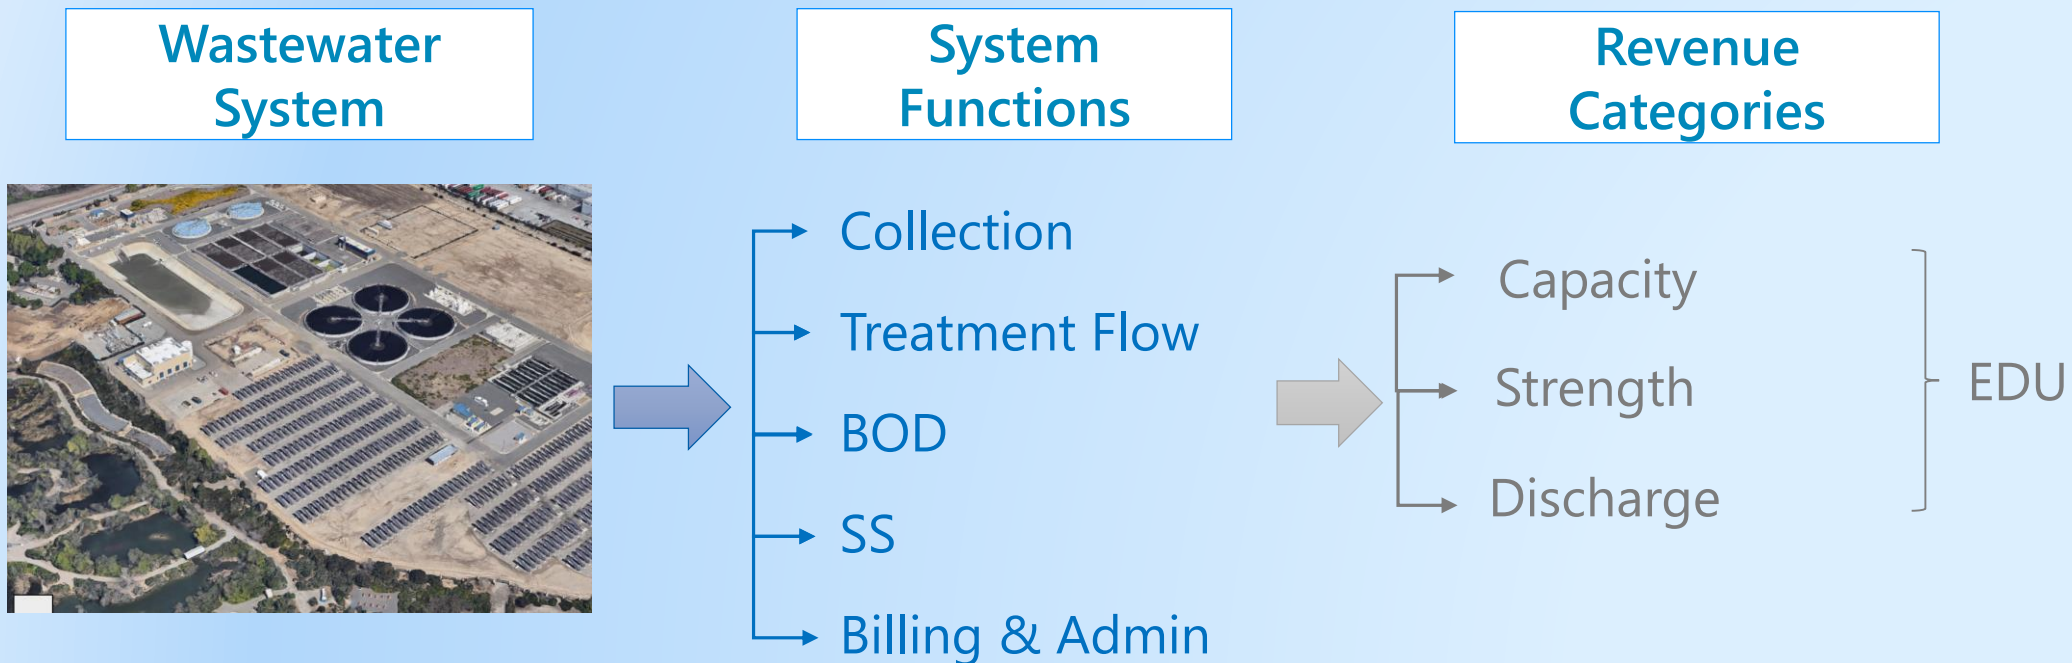 Wastewater
System
System
Functions
Revenue
Categories
Collection
Treatment Flow
BOD
SS
Billing & Admin
Capacity
Strength
Discharge
EDU